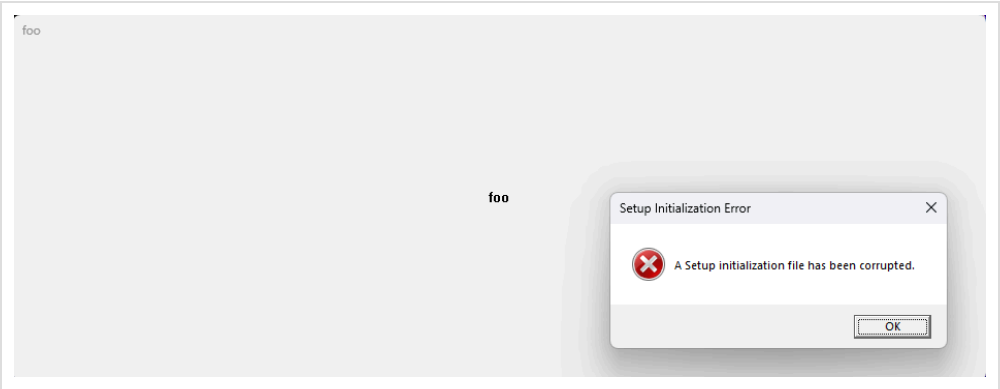 foo
foo
Setup Initialization Error
A Setup initialization file has been corrupted.
OK